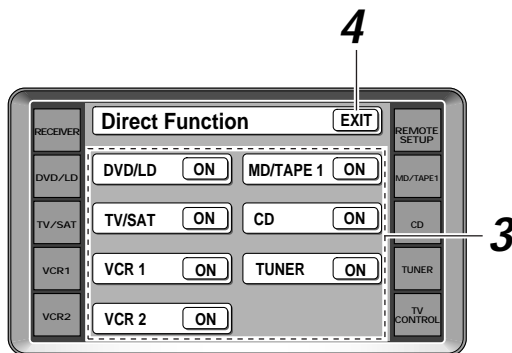 4
Direct Function EXIT
RECEIVER
REMOTE
SETUP
DVD/LD
DVD/LD ON
MD/TAPE 1 ON
MD/TAPE1
TV/SAT
TV/SAT ON
CD ON
CD
3
VCR1
VCR 1 ON
TUNER ON
TUNER
VCR2
VCR 2 ON
TV
CONTROL